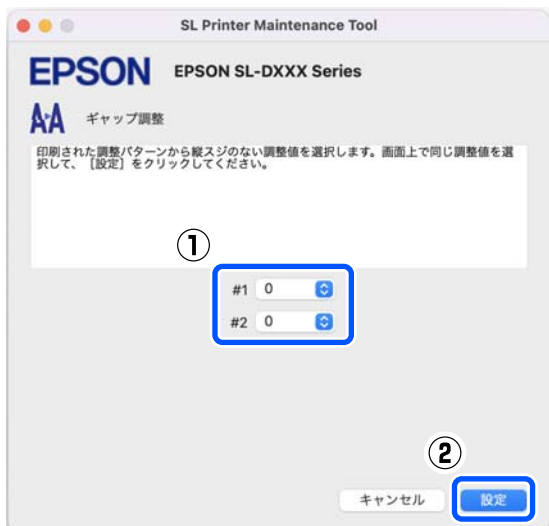 SL Printer Maintenance Tool
EPSON EPSON SL-DXXX Series
ギャップ調整
印刷された調整パターンから縦スジのない調整値を選択します。画面上で同じ調整値を選
択して、［設定］をクリックしてください。
①
#1 0
#2 0
②
キャンセル 設定